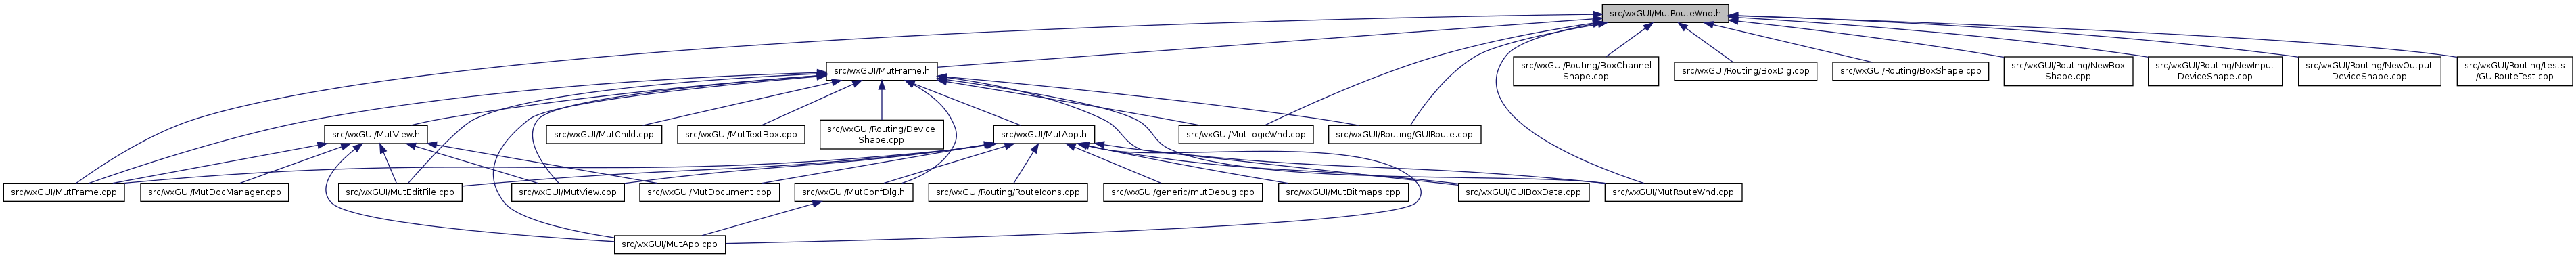 src/wxGUI/MutRouteWnd.h
src/wxGUI/MutFrame.h
src/wxGUI/Routing/BoxChannel
Shape.cpp
src/wxGUI/Routing/BoxDlg.cpp
src/wxGUI/Routing/BoxShape.cpp
src/wxGUI/Routing/NewBox
Shape.cpp
src/wxGUI/Routing/NewInput
DeviceShape.cpp
src/wxGUI/Routing/NewOutput
DeviceShape.cpp
src/wxGUI/Routing/tests
/GUIRouteTest.cpp
src/wxGUI/MutView.h
src/wxGUI/MutChild.cpp
src/wxGUI/MutTextBox.cpp
src/wxGUI/Routing/Device
Shape.cpp
src/wxGUI/MutApp.h
src/wxGUI/MutLogicWnd.cpp
src/wxGUI/Routing/GUIRoute.cpp
src/wxGUI/MutFrame.cpp
src/wxGUI/MutDocManager.cpp
src/wxGUI/MutEditFile.cpp
src/wxGUI/MutView.cpp
src/wxGUI/MutDocument.cpp
src/wxGUI/MutConfDlg.h
src/wxGUI/Routing/RouteIcons.cpp
src/wxGUI/generic/mutDebug.cpp
src/wxGUI/MutBitmaps.cpp
src/wxGUI/GUIBoxData.cpp
src/wxGUI/MutRouteWnd.cpp
src/wxGUI/MutApp.cpp